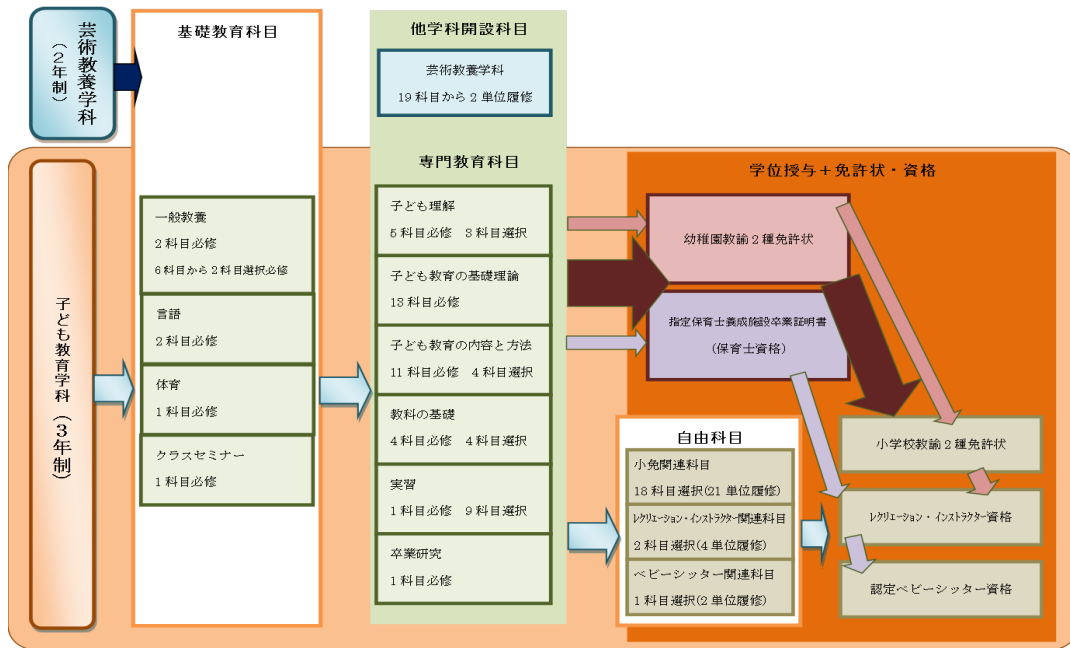 芸術教養学科
（２年制）
子ども教育学科（３年制）
基礎教育科目
一般教養
2科目必修
6科目から2科目選択必修
言語
2科目必修
体育
1科目必修
クラスセミナー
1科目必修
他学科開設科目
芸術教養学科
19科目から2単位履修
専門教育科目
子ども理解
5科目必修　3科目選択
子ども教育の基礎理論
13科目必修
子ども教育の内容と方法
11科目必修　4科目選択
教科の基礎
4科目必修　4科目選択
実習
1科目必修　9科目選択
卒業研究
1科目必修
自由科目
小免関連科目
18科目選択(21単位履修)
ﾚｸﾘｴｰｼｮﾝ・ｲﾝｽﾄﾗｸﾀｰ関連科目
2科目選択(4単位履修)
ベビーシッター関連科目
1科目選択(2単位履修)
学位授与＋免許状・資格
幼稚園教諭2種免許状
指定保育士養成施設卒業証明書
(保育士資格)
小学校教諭2種免許状
ﾚｸﾘｴｰｼｮﾝ・ｲﾝｽﾄﾗｸﾀｰ資格
認定ベビーシッター資格